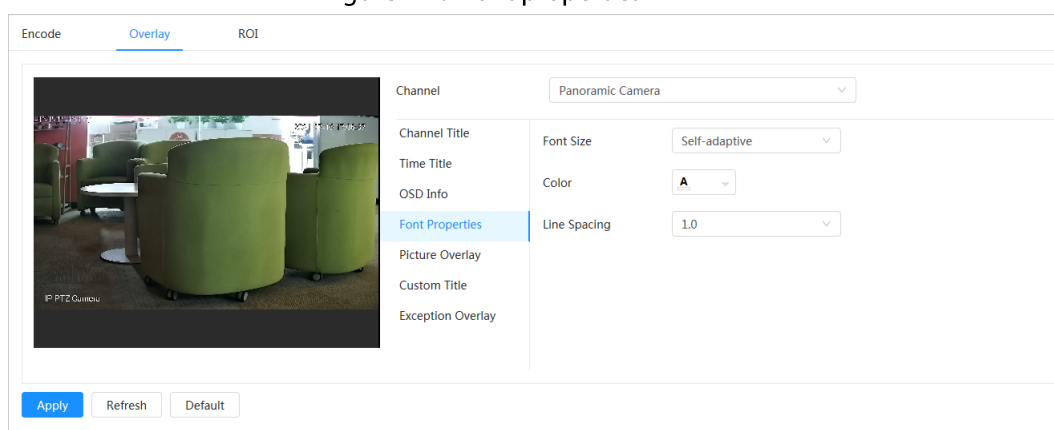 Encode Overlay ROI
Channel Panoramic Camera
Channel Title
Time Title
OSD Info
Font Properties
Picture Overlay
Custom Title
Exception Overlay
Font Size Self-adaptive
Color A
Line Spacing 1.0
IP PTZ Camera
Apply Refresh Default